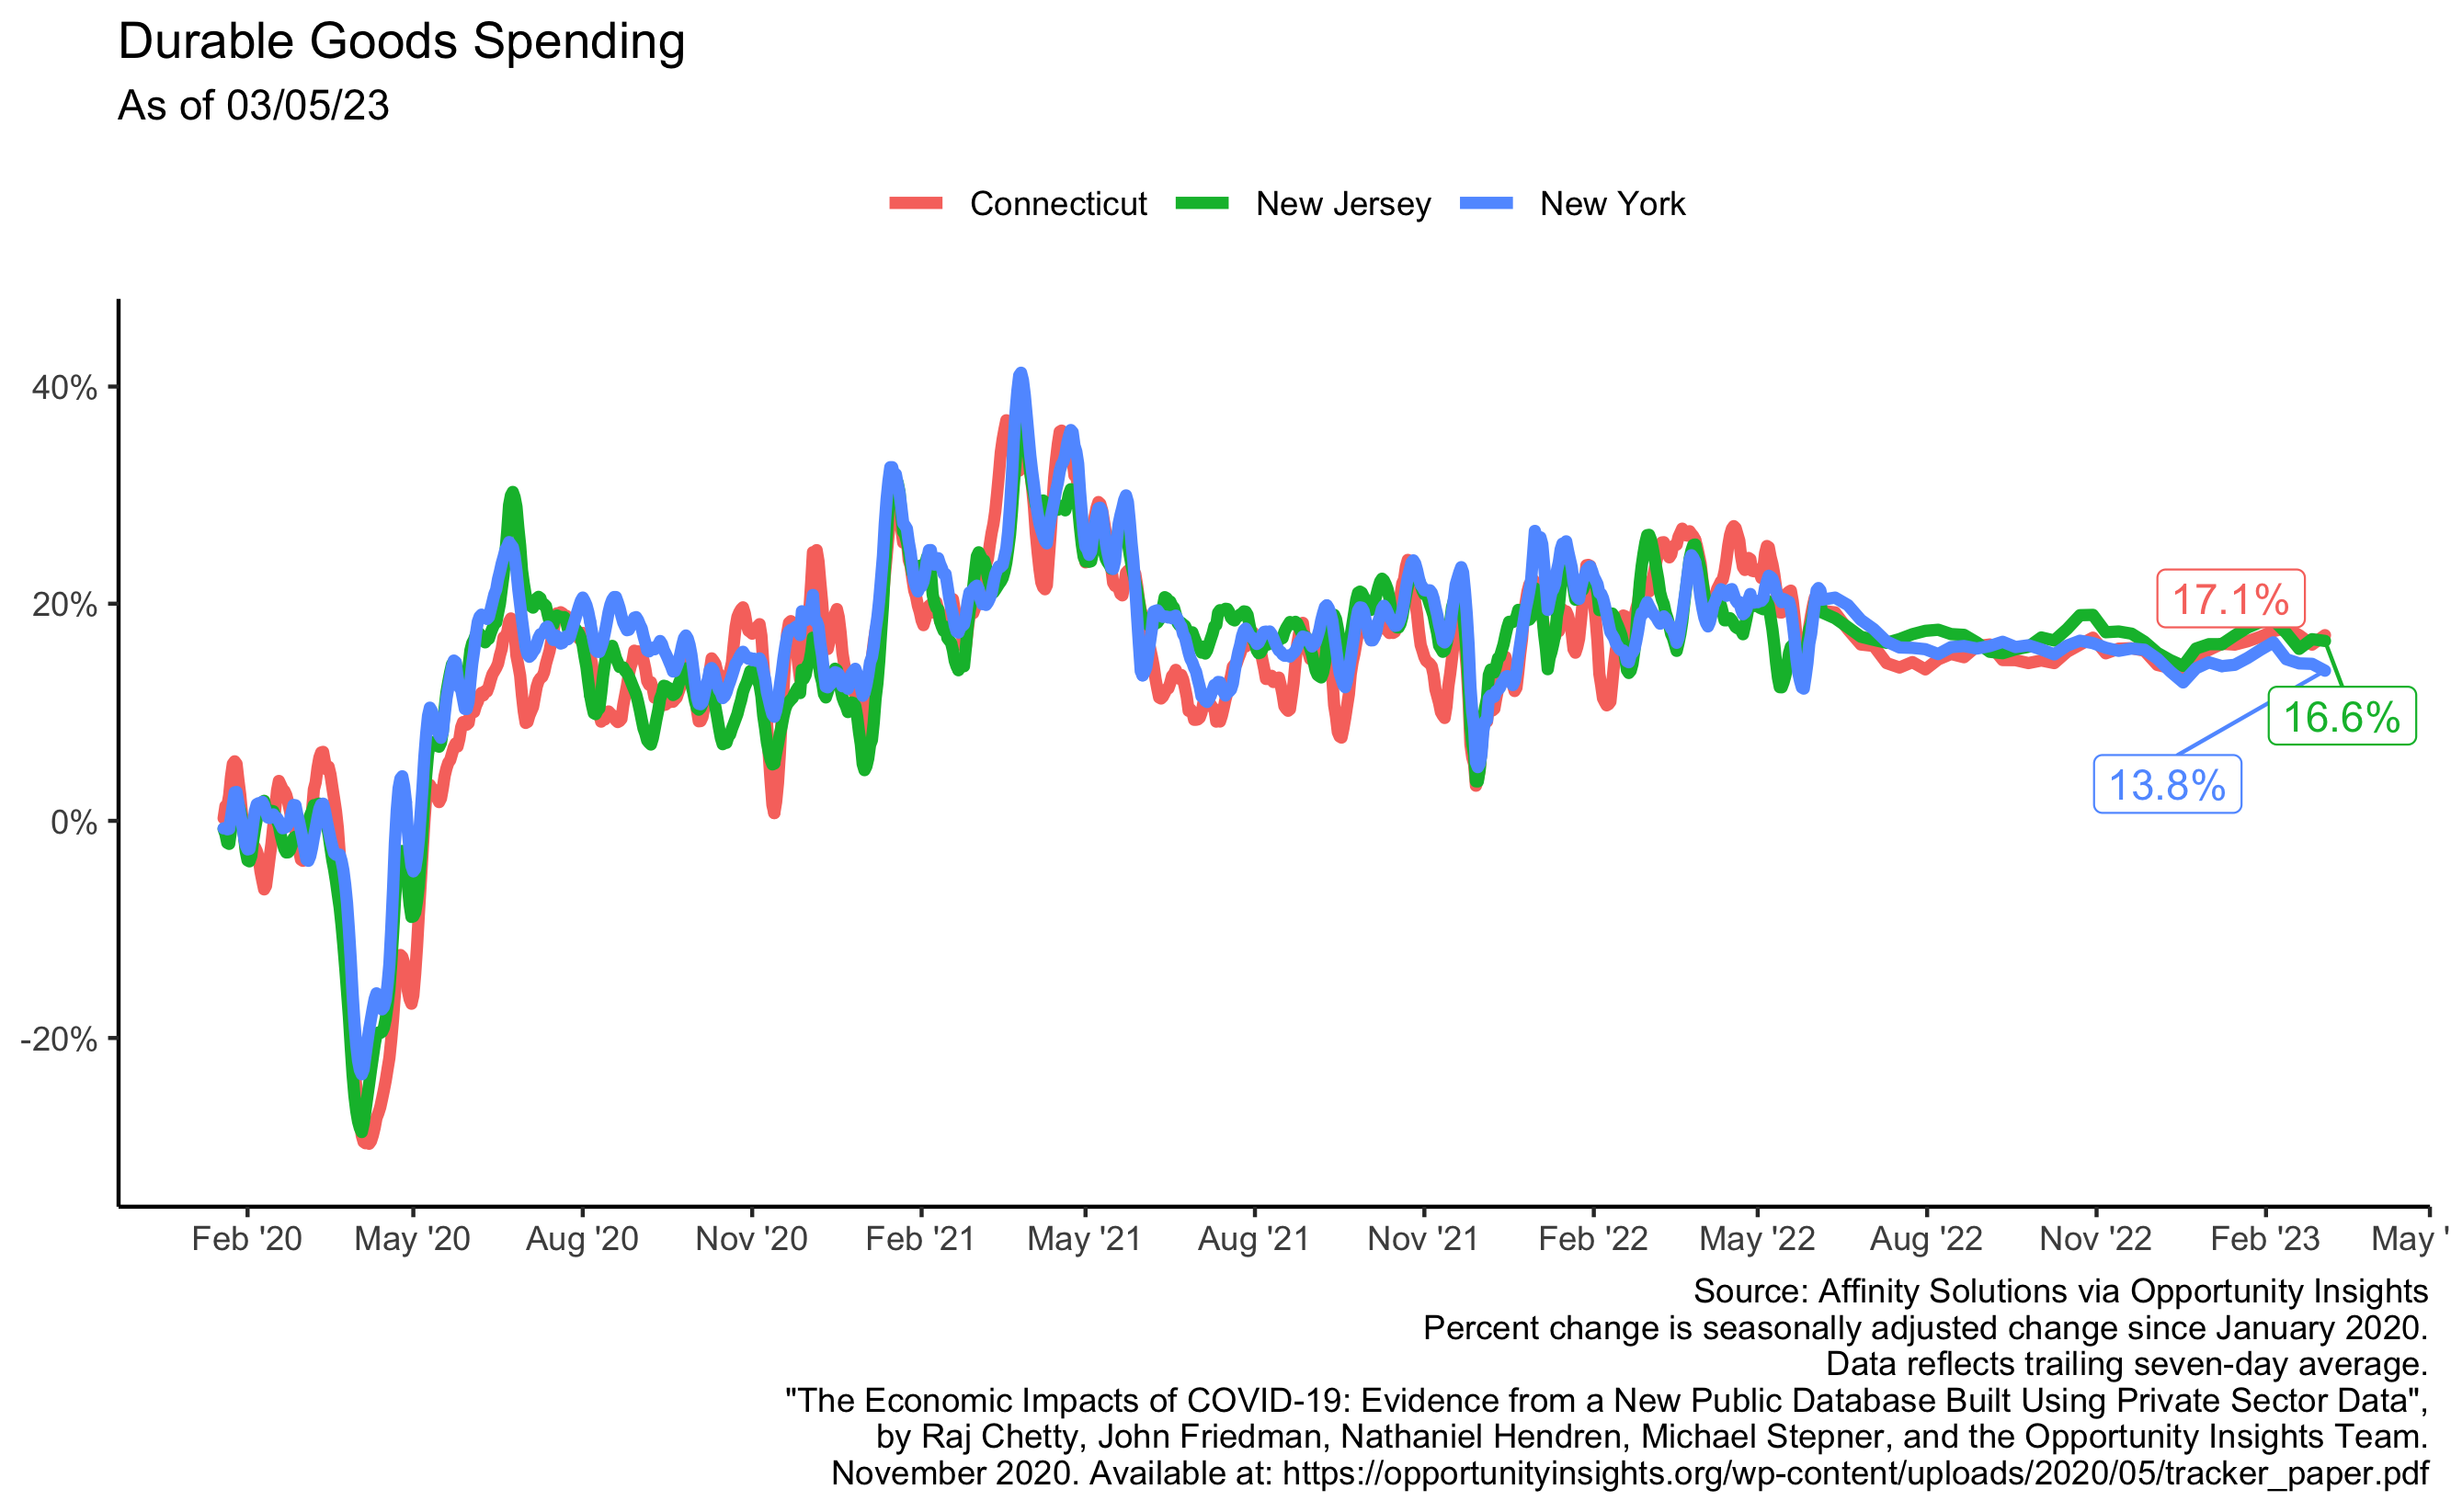 Durable Goods Spending
As of 03/05/23
Connecticut New Jersey New York
40%
20%
0%
-20%
17.1%
16.6%
13.8%
Feb '20 May '20 Aug '20 Nov '20 Feb '21 May '21 Aug '21 Nov '21 Feb '22 May '22 Aug '22 Nov '22 Feb '23 May '
Source: Affinity Solutions via Opportunity Insights
Percent change is seasonally adjusted change since January 2020.
Data reflects trailing seven-day average.
"The Economic Impacts of COVID-19: Evidence from a New Public Database Built Using Private Sector Data",
by Raj Chetty, John Friedman, Nathaniel Hendren, Michael Stepner, and the Opportunity Insights Team.
November 2020. Available at: https://opportunityinsights.org/wp-content/uploads/2020/05/tracker_paper.pdf